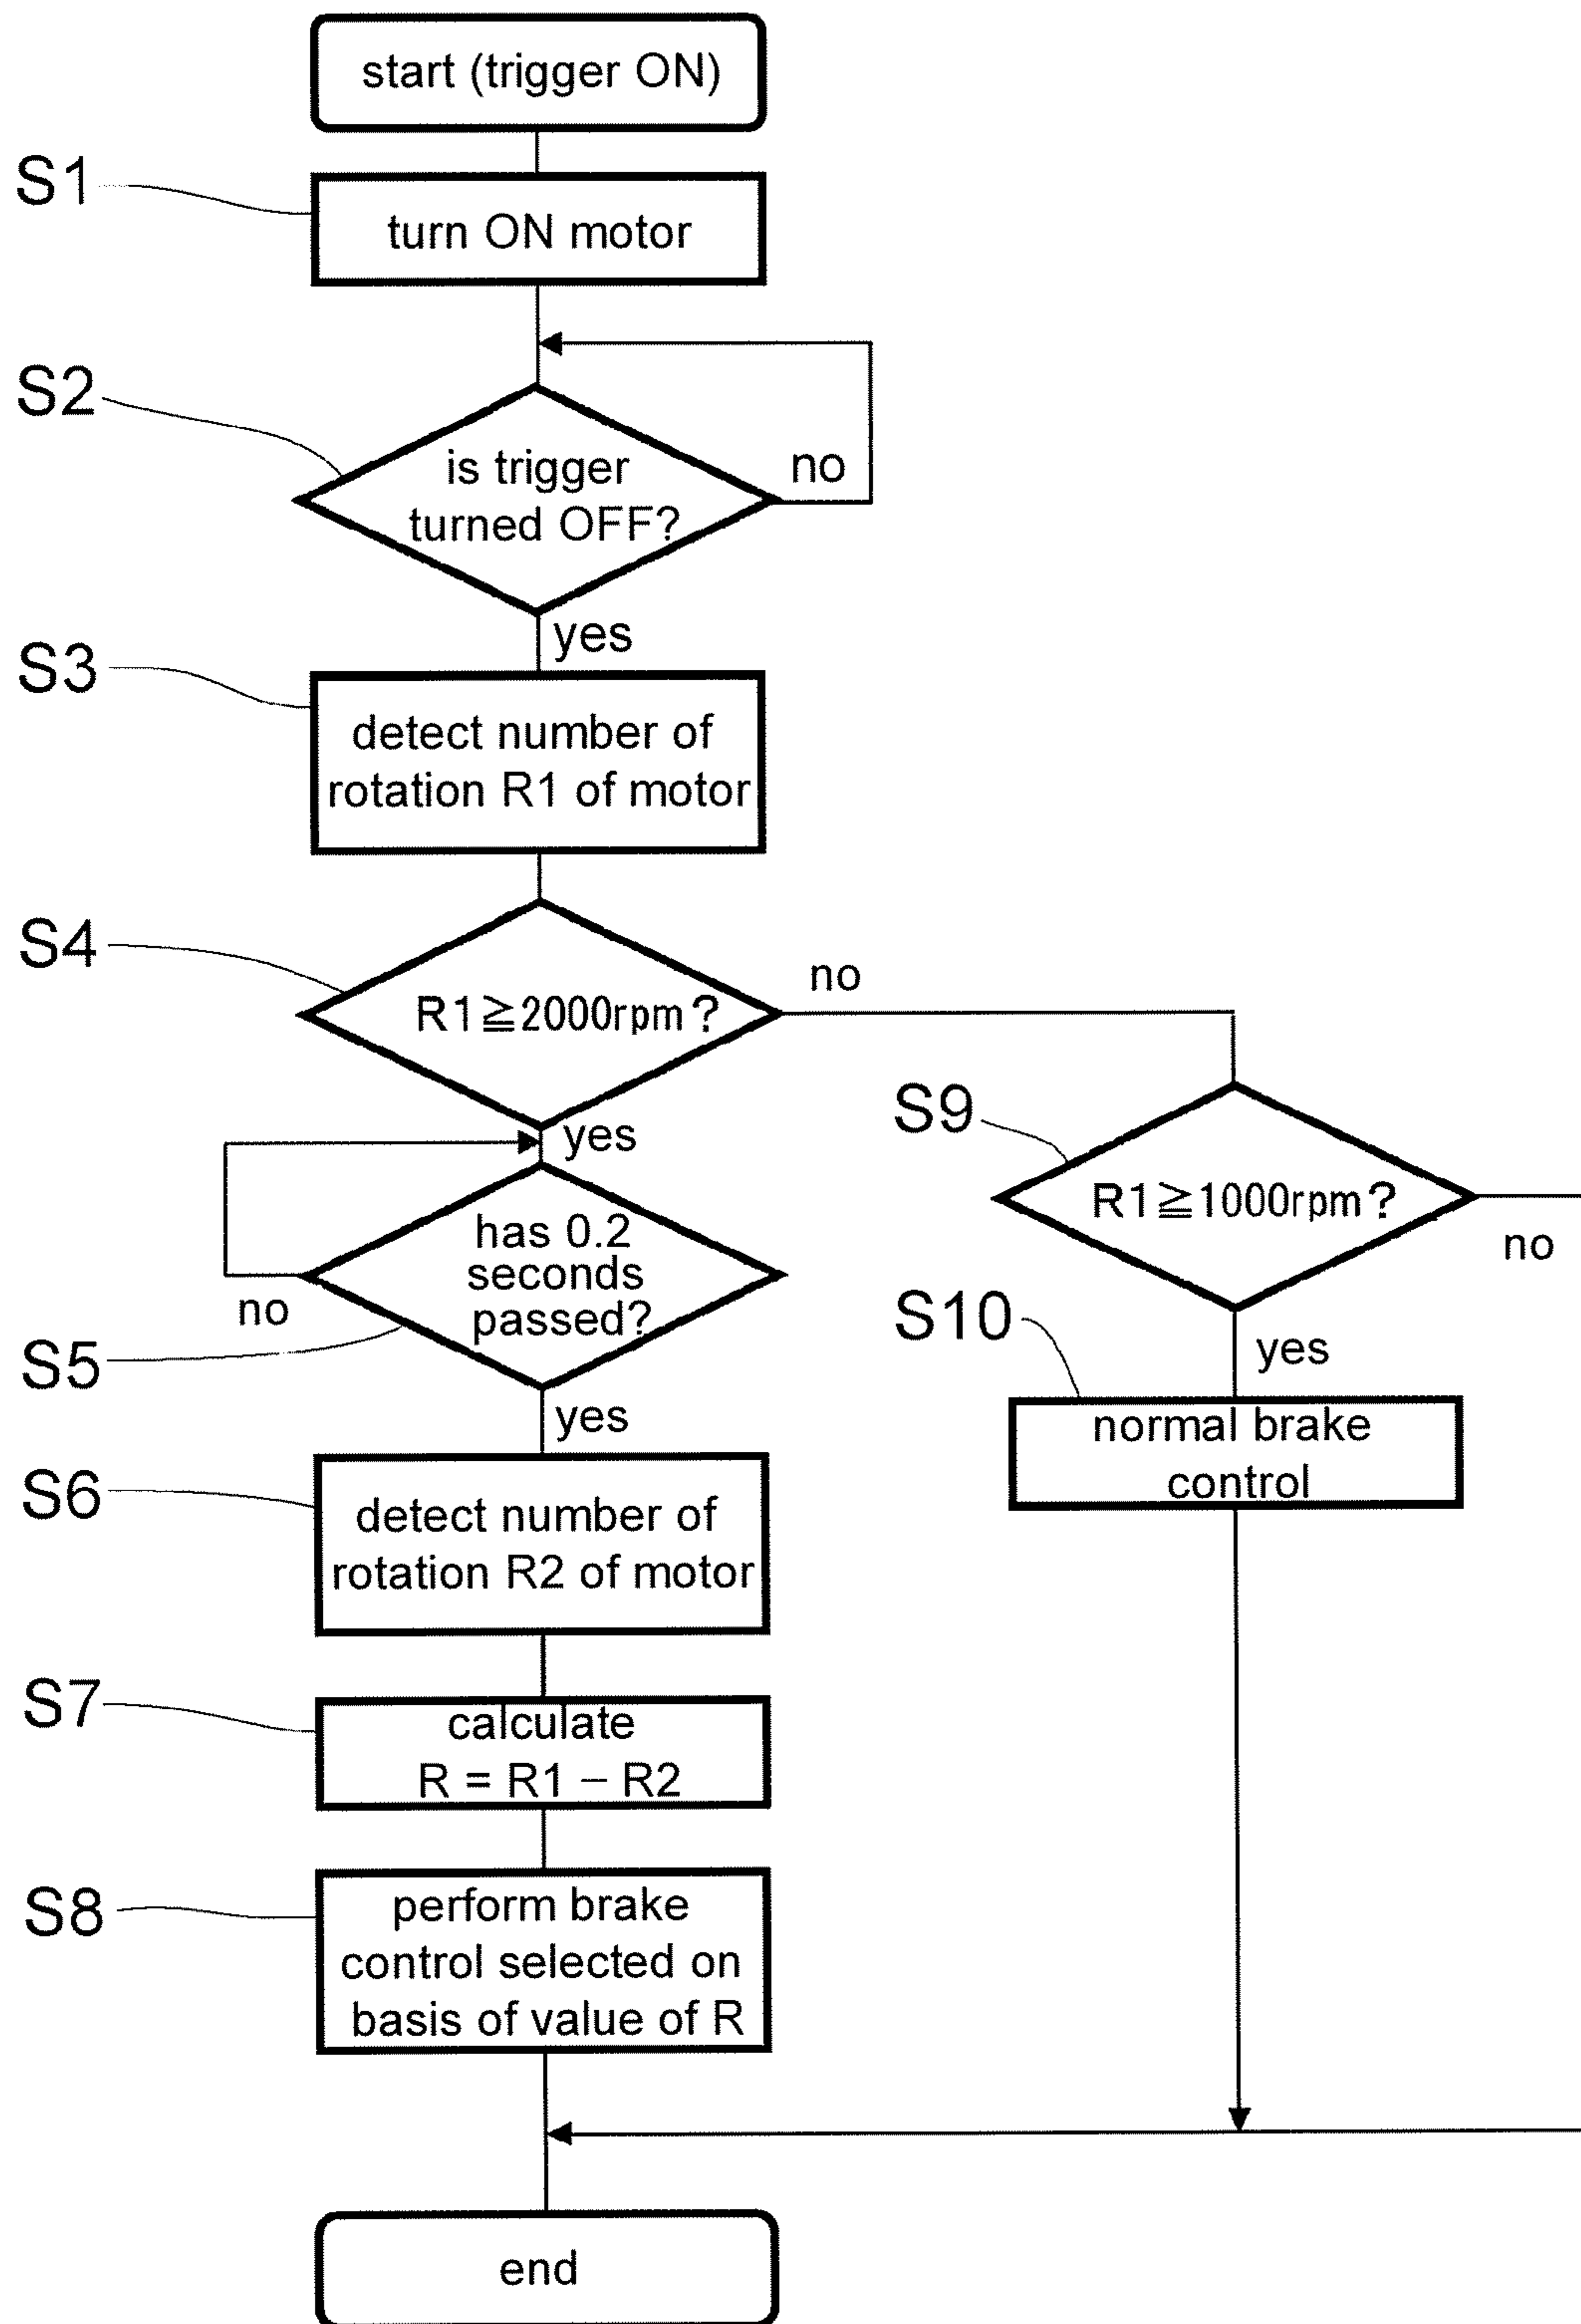 start (trigger ON)
S1
turn ON motor
S2
is trigger
turned OFF?
no
yes
S3
detect number of
rotation R1 of motor
S4
R1≧2000rpm?
no
yes
S9
R1≧1000rpm?
no
has 0.2
seconds
passed?
no
S5
yes
S10
yes
normal brake
control
S6
detect number of
rotation R2 of motor
S7
calculate
R = R1 – R2
S8
perform brake
control selected on
basis of value of R
end